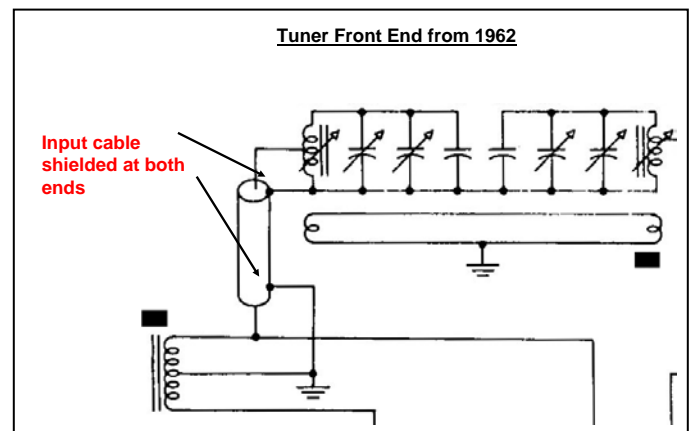 Tuner Front End from 1962
Input cable
shielded at both
ends